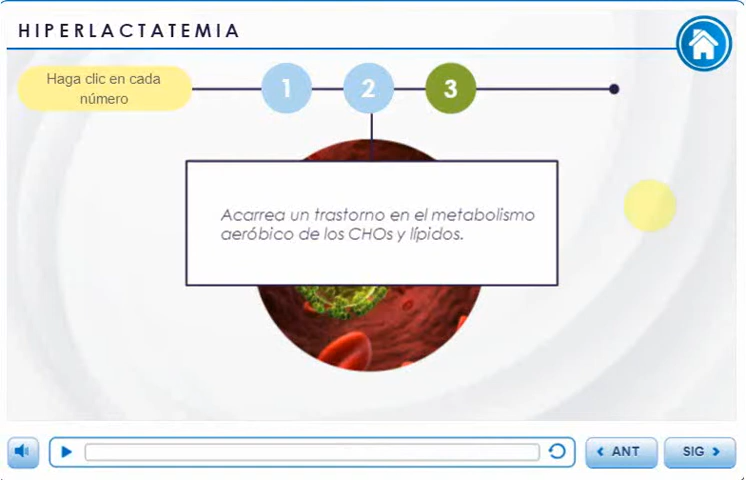 HIPERLACTATEMIA
Haga clic en cada
número
1
2
3
Acarrea un trastorno en el metabolismo
aeróbico de los CHOs y lípidos.
ANT
SIG